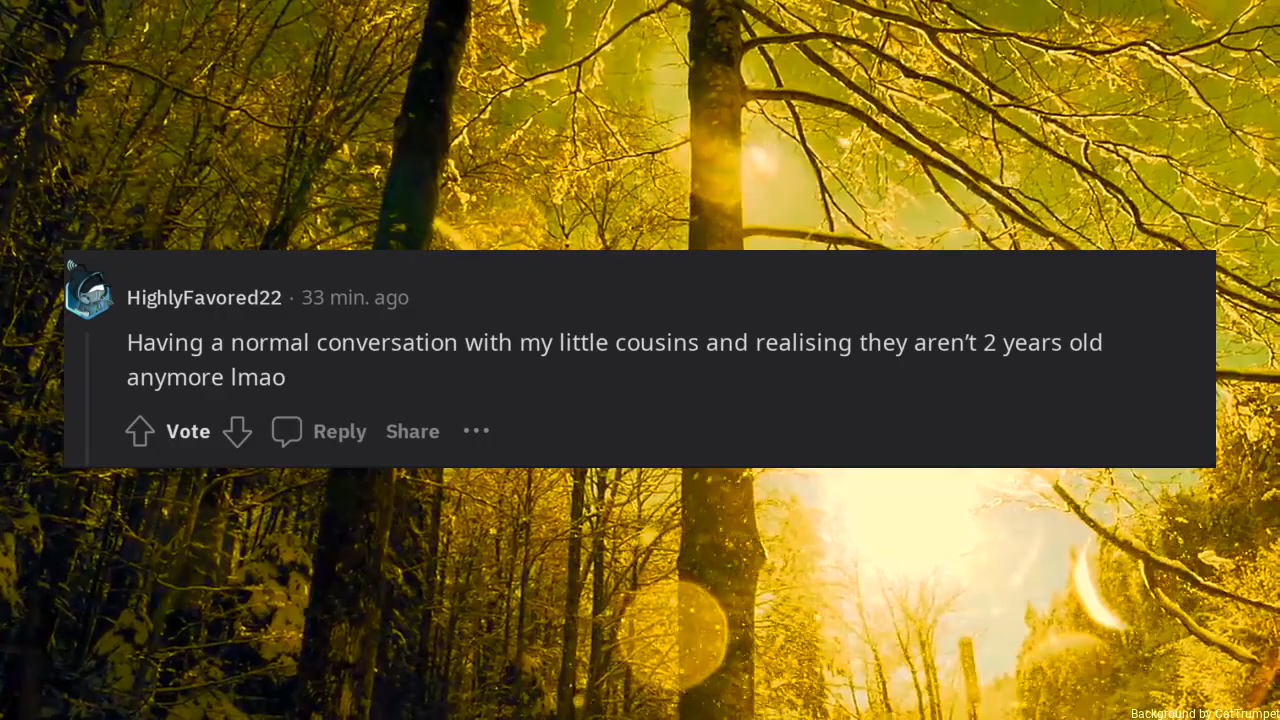 HighlyFavored22 · 33 min. ago
Having a normal conversation with my little cousins and realising they aren’t 2 years old
anymore lmao
Vote Reply Share ···
Background by CatTrumpet